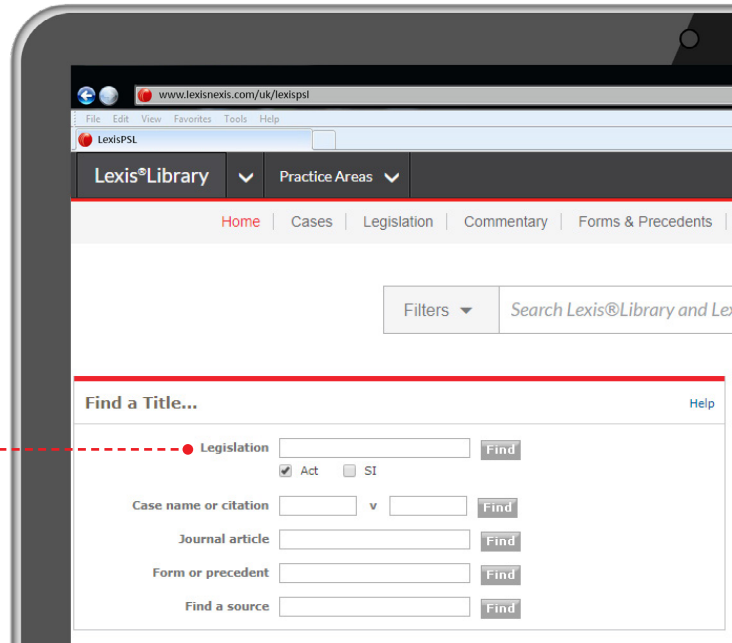 www.lexisnexis.com/uk/lexispsl
File Edit View Favorites Tools Help
LexisPSL
Lexis®Library Practice Areas
Home | Cases | Legislation | Commentary | Forms & Precedents |
Filters Search Lexis®Library and Lex
Find a Title... Help
Legislation Find
Act SI
Case name or citation v Find
Journal article Find
Form or precedent Find
Find a source Find